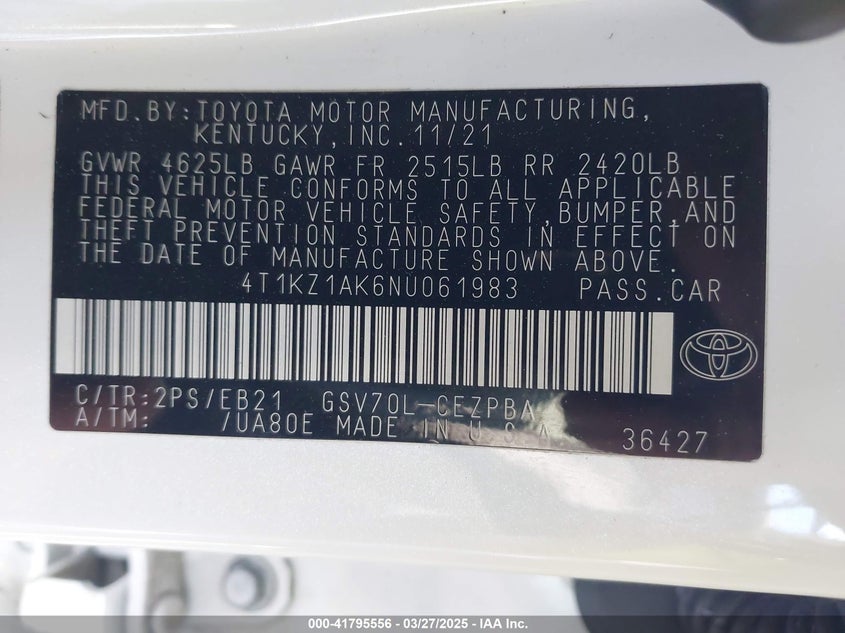 MFD.BY:TOYOTA MOTOR MANUFACTURING,
KENTUCKY,INC.11/21
GVWR 4625LB GAWR FR 2515LB RR 2420LB
THIS VEHICLE CONFORMS TO ALL APPLICABLE
FEDERAL MOTOR VEHICLE SAFETY,BUMPER,AND
THEFT PREVENTION STANDARDS IN EFFECT ON
THE DATE OF MANUFACTURE SHOWN ABOVE.
4T1KZ1AK6NU061983 PASS.CAR
C/TR:2PS/EB21 GSV70L-CEZPBA
A/TM: /UA80E MADE IN U.S.A.
36427
000-41795556 — 03/27/2025 — IAA Inc.